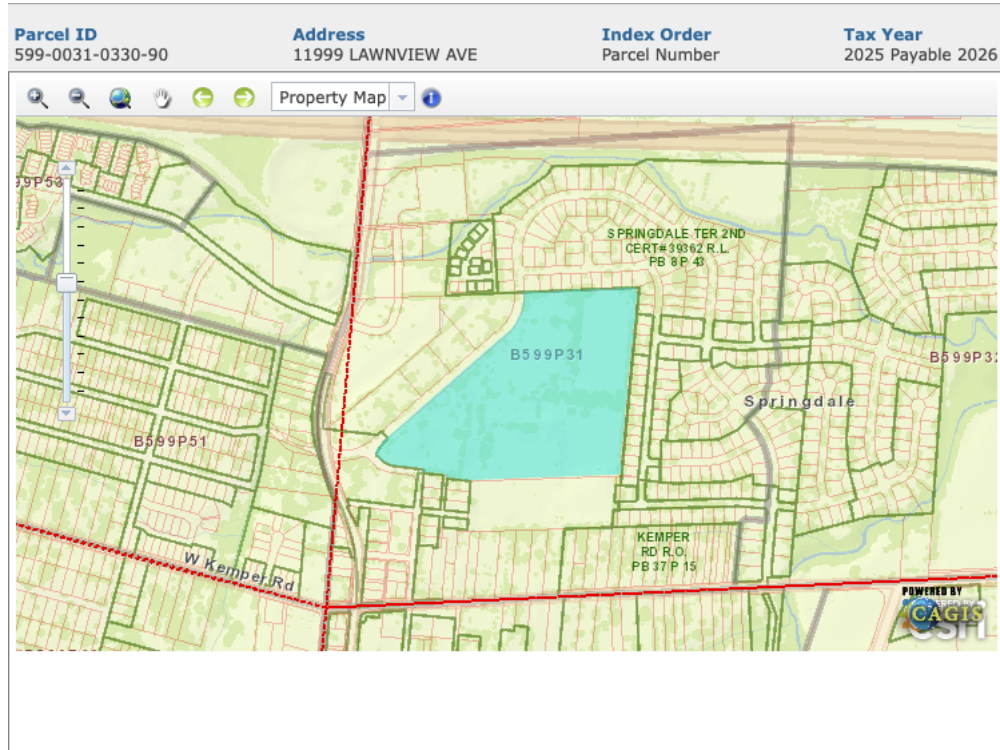 Parcel ID
599-0031-0330-90
Address
11999 LAWNVIEW AVE
Index Order
Parcel Number
Tax Year
2025 Payable 2026
Property Map
SPRINGDALE TER 2ND
CERT#39362 R.L.
PB 8 P 43
B599P31
Springdale
B599P51
KEMPER
RD R.O.
PB 37 P 15
W Kemper Rd
POWERED BY
CAGIS
esri